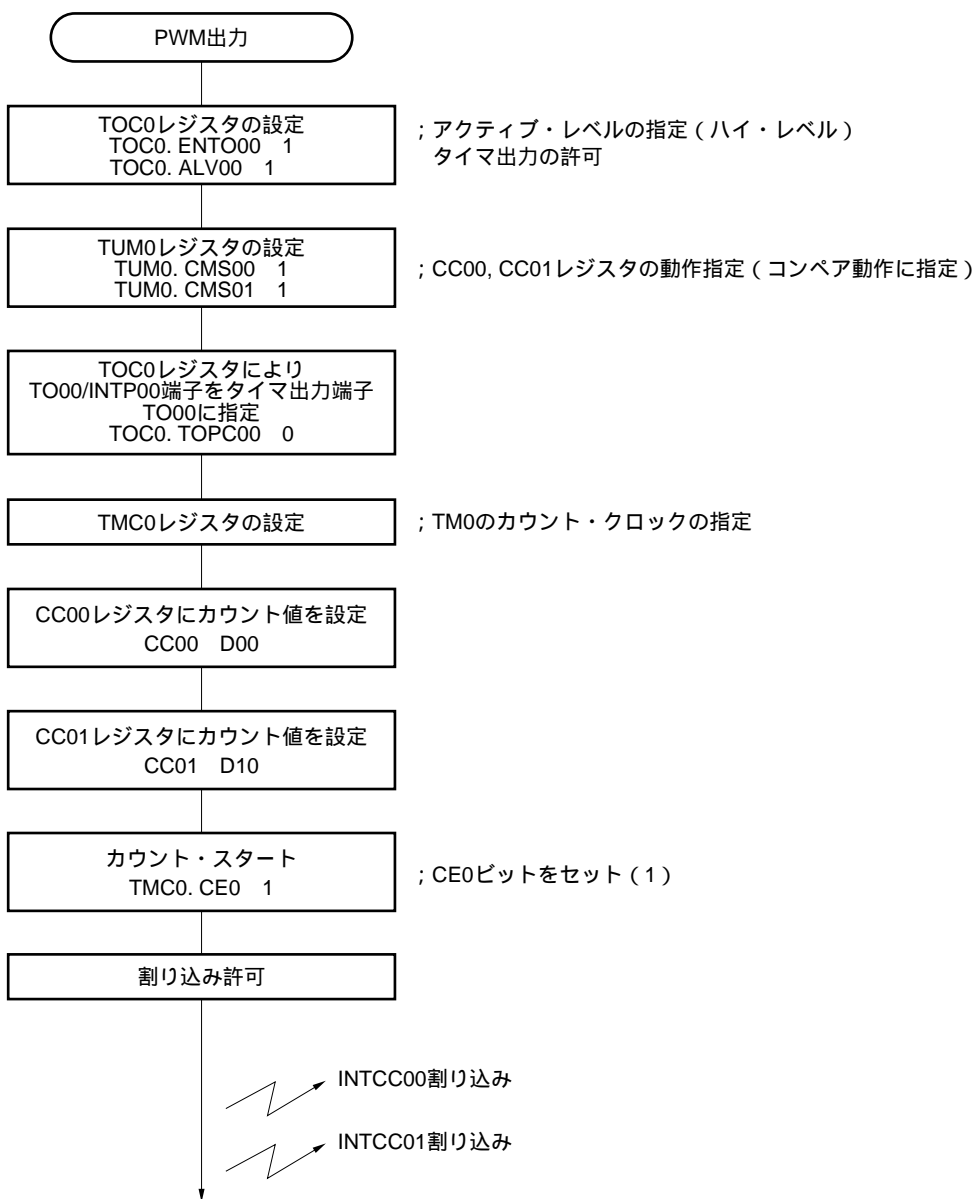 PWM出力
TOC0レジスタの設定
TOC0. ENTO00 1
TOC0. ALV00 1
；アクティブ・レベルの指定（ハイ・レベル）
タイマ出力の許可
TUM0レジスタの設定
TUM0. CMS00 1
TUM0. CMS01 1
；CC00, CC01レジスタの動作指定（コンペア動作に指定）
TOC0レジスタにより
TO00/INTP00端子をタイマ出力端子
TO00に指定
TOC0. TOPC00 0
TMC0レジスタの設定
；TM0のカウント・クロックの指定
CC00レジスタにカウント値を設定
CC00 D00
CC01レジスタにカウント値を設定
CC01 D10
カウント・スタート
TMC0. CE0 1
；CE0ビットをセット（1）
割り込み許可
INTCC00割り込み
INTCC01割り込み